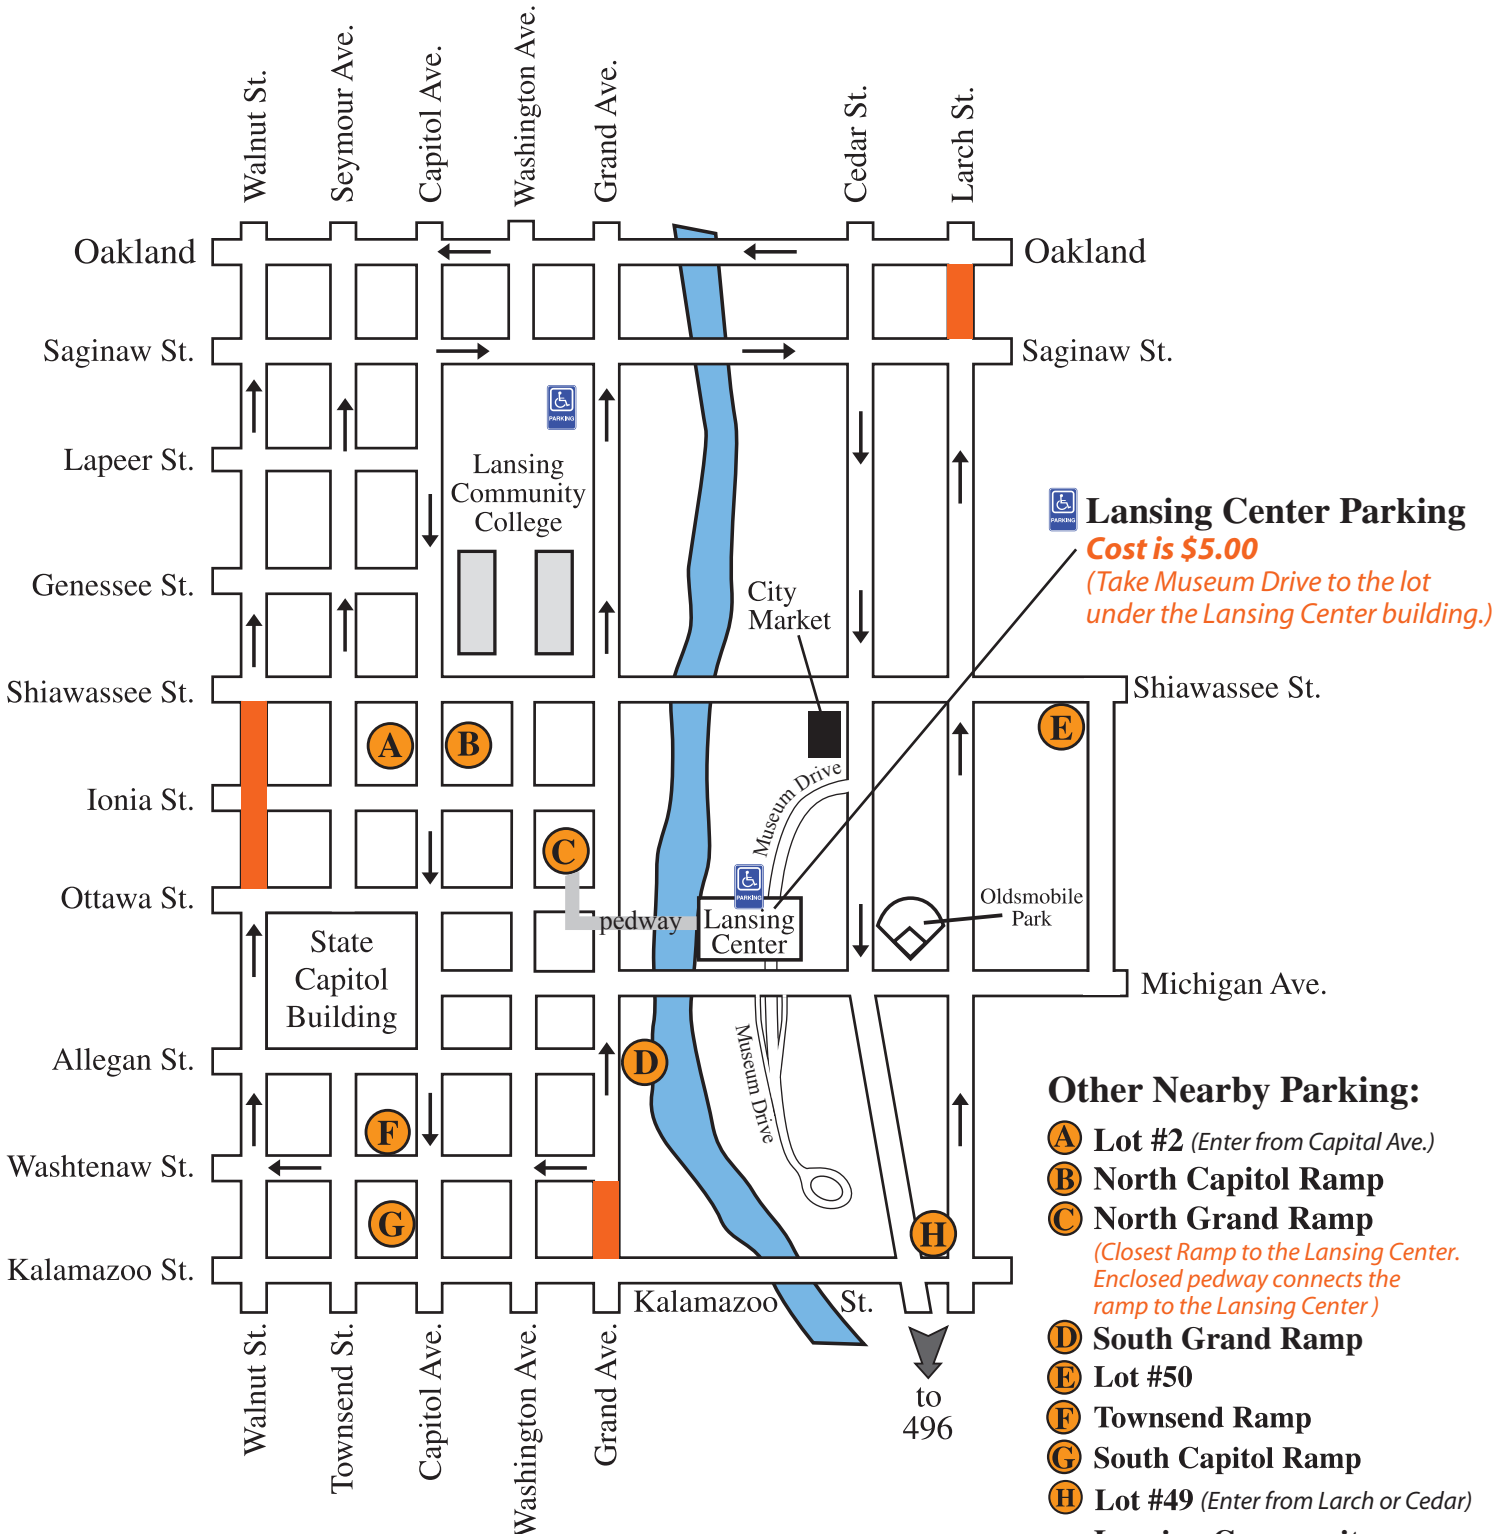 Walnut St.
Seymour Ave.
Capitol Ave.
Washington Ave.
Grand Ave.
Cedar St.
Larch St.
Oakland
Oakland
Saginaw St.
Saginaw St.
PARKING
Lapeer St.
Lansing
Community
College
PARKING
Lansing Center Parking
Cost is $5.00
(Take Museum Drive to the lot
under the Lansing Center building.)
Genessee St.
City
Market
Shiawassee St.
Shiawassee St.
A
B
E
Museum Drive
Ionia St.
C
PARKING
Ottawa St.
pedway
Lansing
Center
Oldsmobile
Park
State
Capitol
Building
Michigan Ave.
Allegan St.
D
Museum Drive
F
Washtenaw St.
G
H
Kalamazoo St.
Kalamazoo St.
to
496
Walnut St.
Townsend St.
Capitol Ave.
Washington Ave.
Grand Ave.
Other Nearby Parking:
A Lot #2 (Enter from Capital Ave.)
B North Capitol Ramp
C North Grand Ramp
(Closest Ramp to the Lansing Center.
Enclosed pedway connects the
ramp to the Lansing Center )
D South Grand Ramp
E Lot #50
F Townsend Ramp
G South Capitol Ramp
H Lot #49 (Enter from Larch or Cedar)